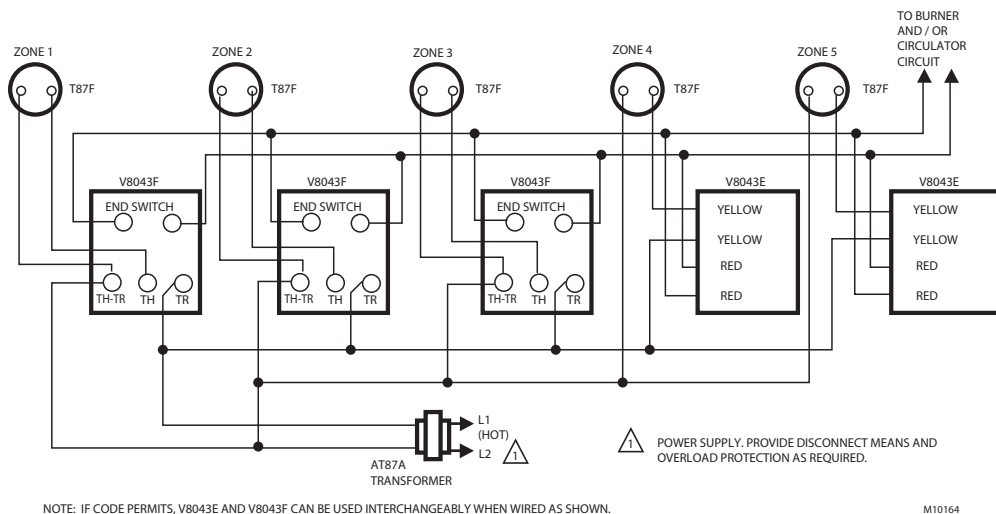 TO BURNER
AND / OR
CIRCULATOR
CIRCUIT
ZONE 1
ZONE 2
ZONE 3
ZONE 4
ZONE 5
T87F
T87F
T87F
T87F
T87F
V8043F
V8043F
V8043F
V8043E
V8043E
END SWITCH
END SWITCH
END SWITCH
YELLOW
YELLOW
RED
RED
YELLOW
YELLOW
RED
RED
TH-TR
TH
TR
TH-TR
TH
TR
TH-TR
TH
TR
L1
(HOT)
L2
1
AT87A
TRANSFORMER
1
POWER SUPPLY. PROVIDE DISCONNECT MEANS AND
OVERLOAD PROTECTION AS REQUIRED.
NOTE: IF CODE PERMITS, V8043E AND V8043F CAN BE USED INTERCHANGEABLY WHEN WIRED AS SHOWN.
M10164